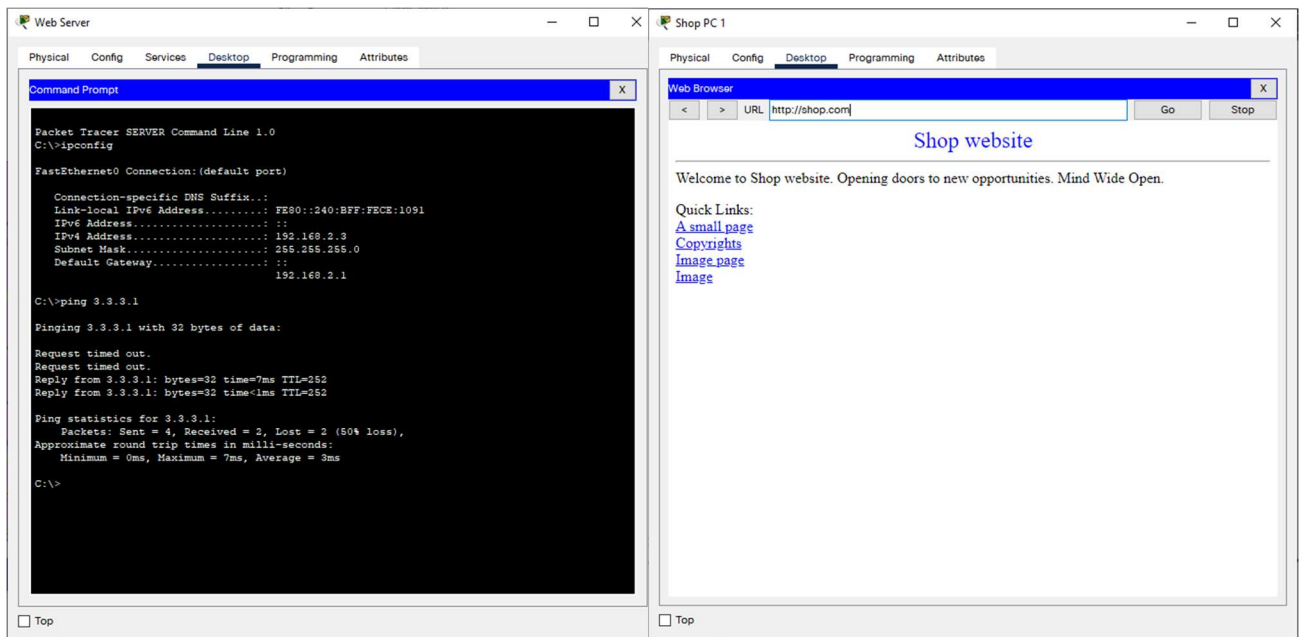 Web Server
Physical Config Services Desktop Programming Attributes
Command Prompt X
Packet Tracer SERVER Command Line 1.0
C:\>ipconfig
FastEthernet0 Connection:(default port)
Connection-specific DNS Suffix..:
Link-local IPv6 Address.........: FE80::240:BFF:FECE:1091
IPv6 Address....................: ::
IPv4 Address....................: 192.168.2.3
Subnet Mask.....................: 255.255.255.0
Default Gateway.................: ::
192.168.2.1
C:\>ping 3.3.3.1
Pinging 3.3.3.1 with 32 bytes of data:
Request timed out.
Request timed out.
Reply from 3.3.3.1: bytes=32 time=7ms TTL=252
Reply from 3.3.3.1: bytes=32 time<1ms TTL=252
Ping statistics for 3.3.3.1:
Packets: Sent = 4, Received = 2, Lost = 2 (50% loss),
Approximate round trip times in milli-seconds:
Minimum = 0ms, Maximum = 7ms, Average = 3ms
C:\>
Top
Shop PC 1
Physical Config Desktop Programming Attributes
Web Browser X
< > URL http://shop.com Go Stop
Shop website
Welcome to Shop website. Opening doors to new opportunities. Mind Wide Open.
Quick Links:
A small page
Copyrights
Image page
Image
Top